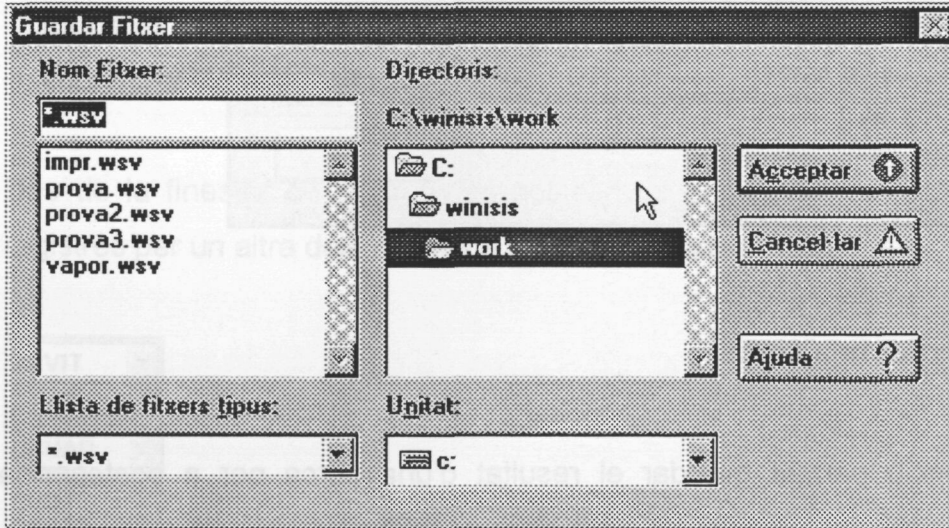 Guardar Fitxer
Nom Fitxer:
*.wsv
impr.wsv
prova.wsv
prova2.wsv
prova3.wsv
vapor.wsv
Llista de fitxers tipus:
*.wsv
Directoris:
C:\winisis\work
C:
winisis
work
Unitat:
c:
Acceptar
Cancel·lar
Ajuda